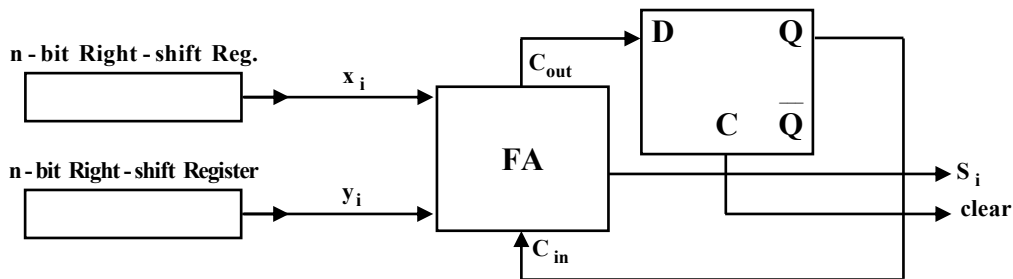 n-bit Right-shift Reg.
x i
C out
D
Q
C
Q
n-bit Right-shift Register
y i
FA
S i
clear
C in